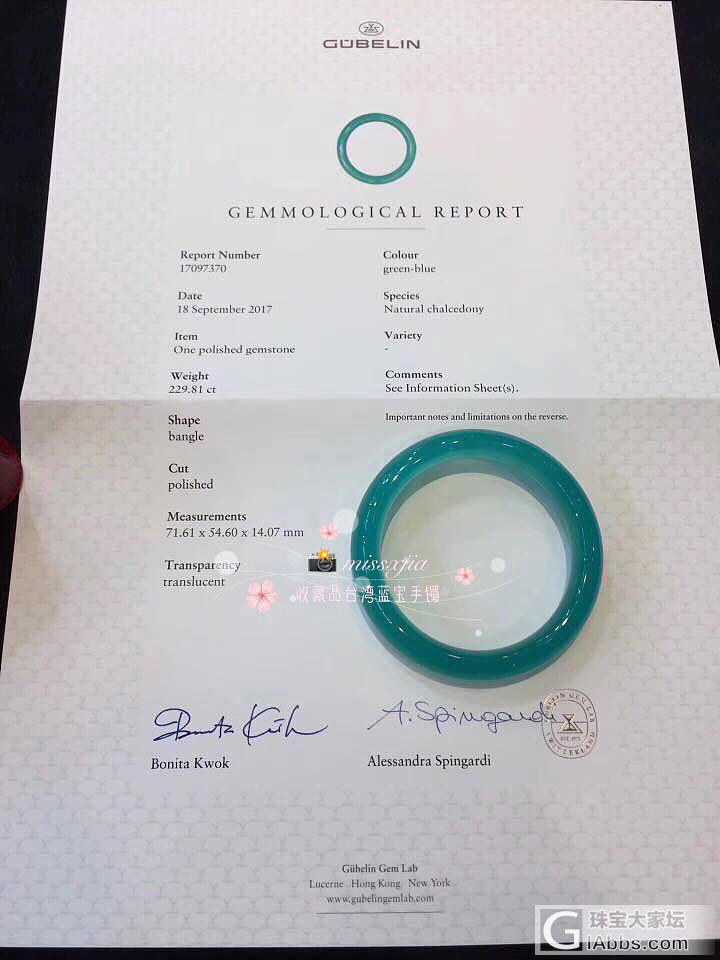 GÜBELIN
GEMMOLOGICAL REPORT
Report Number
17097370
Date
18 September 2017
Item
One polished gemstone
Weight
229.81 ct
Shape
bangle
Cut
polished
Measurements
71.61 x 54.60 x 14.07 mm
Transparency
translucent
Colour
green-blue
Species
Natural chalcedony
Variety
-
Comments
See Information Sheet(s).
Important notes and limitations on the reverse.
missxjia
收藏品台湾蓝宝手镯
A. Spingardi
Bonita Kwok
Alessandra Spingardi
Gübelin Gem Lab
Lucerne Hong Kong New York
www.gubelingemlab.com
G 珠宝大家坛
iAbbs.com